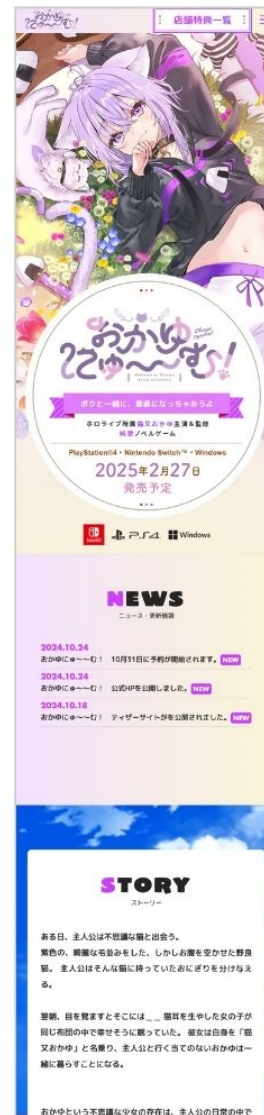 おかゆにゅ～～む!
店舗特典一覧
おかゆにゅ～～む!
ボクと一緒に、家族になっちゃおうよ
ホロライブ所属猫又おかゆ主演＆監修
純愛ノベルゲーム
PlayStation®4・Nintendo Switch™・Windows
2025年2月27日
発売予定
PS4 Windows
NEWS
ニュース・更新情報
2024.10.24
おかゆにゅ～～む! 10月31日に予約が開始されます。 NEW
2024.10.24
おかゆにゅ～～む! 公式HPを公開しました。 NEW
2024.10.18
おかゆにゅ～～む! ティザーサイトがを公開されました。 NEW
STORY
ストーリー
ある日、主人公は不思議な猫と出会う。
紫色の、綺麗な毛並みをした、しかしお腹を空かせた野良
猫。 主人公はそんな猫に持っていたおにぎりを分け与え
る。
翌朝、目を覚ますとそこには＿＿ 猫耳を生やした女の子が
同じ布団の中で幸せそうに眠っていた。 彼女は自身を「猫
又おかゆ」と名乗り、主人公と行く当てのないおかゆは一
緒に暮らすことになる。
おかゆという不思議な少女の存在は、主人公の日常の中で